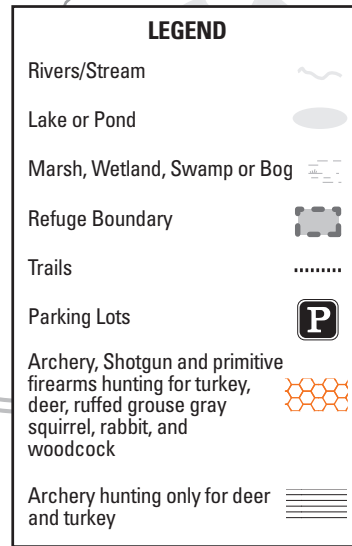 LEGEND
Rivers/Stream
Lake or Pond
Marsh, Wetland, Swamp or Bog
Refuge Boundary
Trails
Parking Lots
P
Archery, Shotgun and primitive
firearms hunting for turkey,
deer, ruffed grouse gray
squirrel, rabbit, and
woodcock
Archery hunting only for deer
and turkey